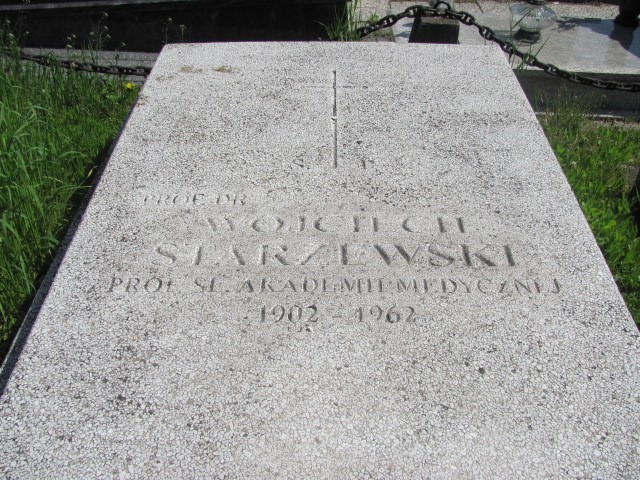 Ś P
PROF. DR
WOJCIECH
STARZEWSKI
PROF. ŚL. AKADEMII MEDYCZNEJ
1902 - 1962